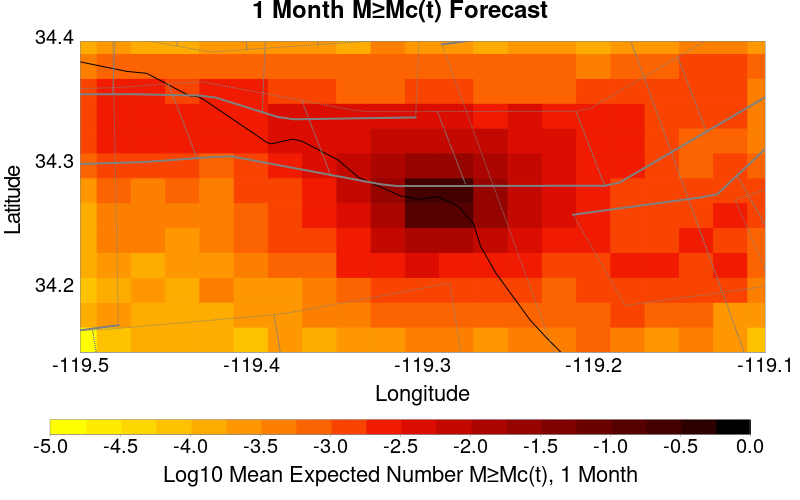 1 Month M≥Mc(t) Forecast
34.4
34.3
34.2
Latitude
-119.5 -119.4 -119.3 -119.2 -119.1
Longitude
-5.0 -4.5 -4.0 -3.5 -3.0 -2.5 -2.0 -1.5 -1.0 -0.5 0.0
Log10 Mean Expected Number M≥Mc(t), 1 Month